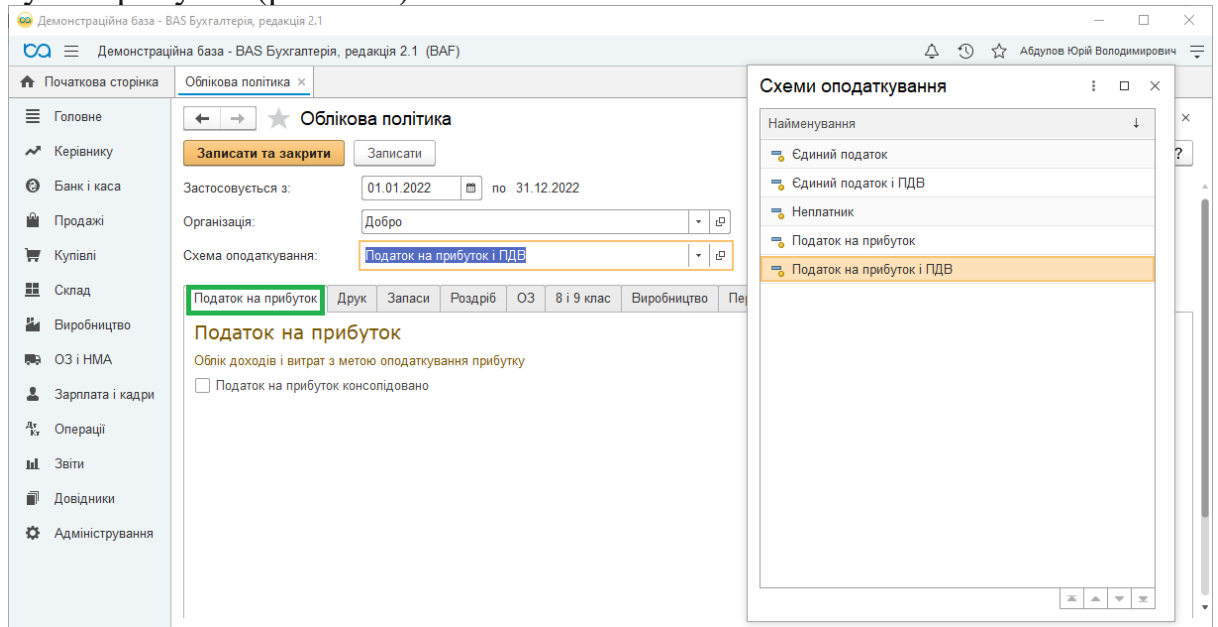 Демонстраційна база - BAS Бухгалтерія, редакція 2.1
Демонстраційна база - BAS Бухгалтерія, редакція 2.1 (BAF)
Абдулов Юрій Володимирович
Початкова сторінка
Облікова політика
Головне
Керівнику
Банк і каса
Продажі
Купівлі
Склад
Виробництво
ОЗ і НМА
Зарплата і кадри
Операції
Звіти
Довідники
Адміністрування
Облікова політика
Записати та закрити
Записати
?
Застосовується з: 01.01.2022 по 31.12.2022
Організація: Добро
Схема оподаткування: Податок на прибуток і ПДВ
Податок на прибуток Друк Запаси Роздріб ОЗ 8 і 9 клас Виробництво
Податок на прибуток
Облік доходів і витрат з метою оподаткування прибутку
Податок на прибуток консолідовано
Схеми оподаткування
Найменування
Єдиний податок
Єдиний податок і ПДВ
Неплатник
Податок на прибуток
Податок на прибуток і ПДВ